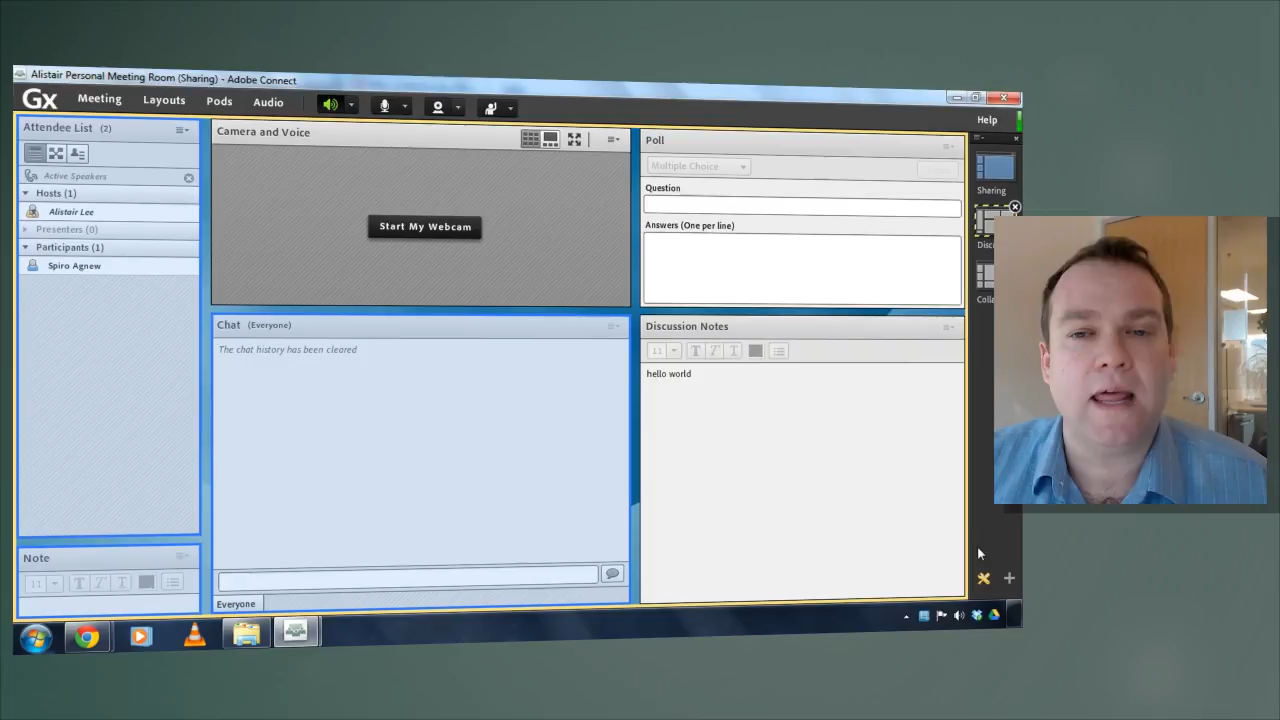 Alistair Personal Meeting Room (Sharing) - Adobe Connect
Gx Meeting Layouts Pods Audio Help
Attendee List (2)
Active Speakers
Hosts (1)
Alistair Lee
Presenters (0)
Participants (1)
Spiro Agnew
Note
11 T T T
Camera and Voice
Start My Webcam
Chat (Everyone)
The chat history has been cleared
Everyone
Poll
Multiple Choice
Question
Answers (One per line)
Discussion Notes
11 T T T
hello world
Sharing